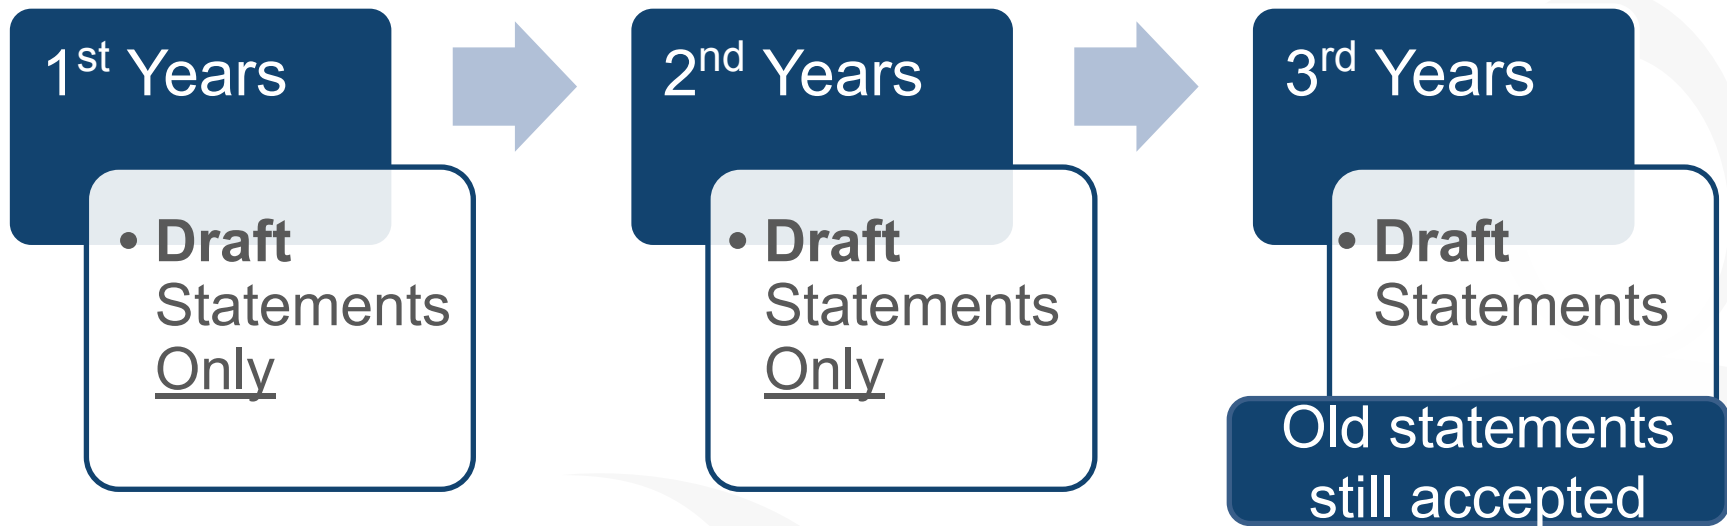 1st Years
• Draft
Statements
Only
2nd Years
• Draft
Statements
Only
3rd Years
• Draft
Statements
Old statements
still accepted